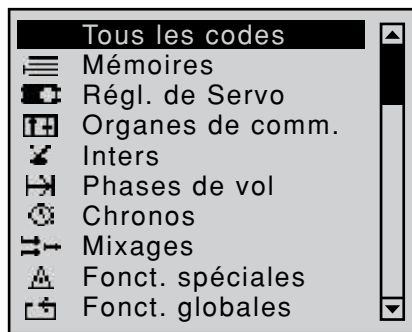 Tous les codes
Mémoires
Régl. de Servo
Organes de comm.
Inters
Phases de vol
Chronos
Mixages
Fonct. spéciales
Fonct. globales